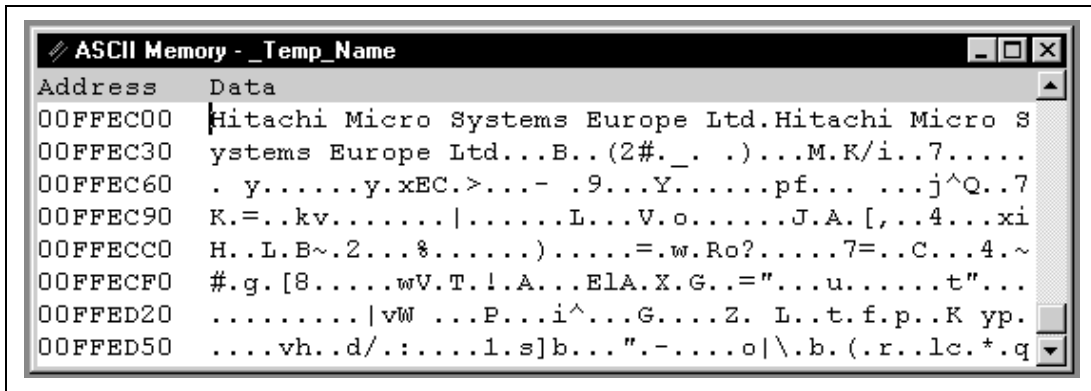 ASCII Memory - _Temp_Name
Address Data
00FFEC00 Hitachi Micro Systems Europe Ltd.Hitachi Micro S
00FFEC30 ystems Europe Ltd...B..(2#._. .)...M.K/i..7.....
00FFEC60 . y......y.xEC.>...- .9...Y......pf... ...j^Q..7
00FFEC90 K.=..kv........|......L...V.o......J.A.[,..4...xi
00FFECC0 H..L.B~.2...%......).....=.w.Ro?.....7=..C...4.~
00FFECF0 #.g.[8.....wV.T.!.A...ElA.X.G..="...u......t"...
00FFED20 .........|vW ...P...i^...G....Z. L..t.f.p..K yp.
00FFED50 ....vh..d/.:....1.s]b...".-....o|\.b.(.r..lc.*.q